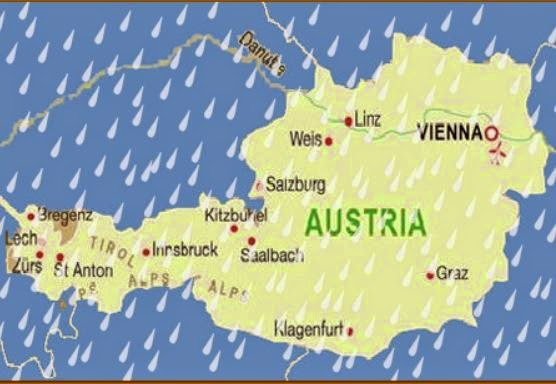 Danube
Linz
Weis
VIENNA
Salzburg
Bregenz
Kitzbuhel
AUSTRIA
Lech
TIROL
Innsbruck
Saalbach
Zürs
St Anton
ALPS
ALPS
Graz
Klagenfurt